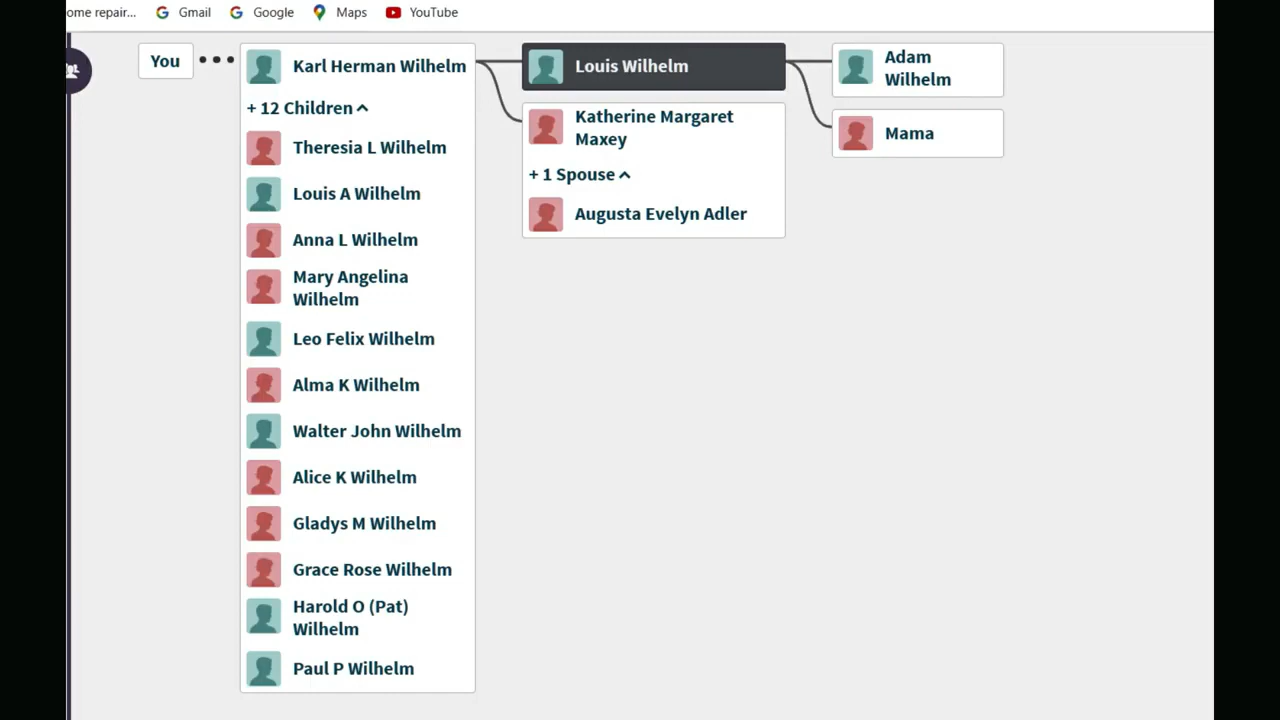 ome repair...
Gmail
Google
Maps
YouTube
You
Karl Herman Wilhelm
+ 12 Children
Theresia L Wilhelm
Louis A Wilhelm
Anna L Wilhelm
Mary Angelina
Wilhelm
Leo Felix Wilhelm
Alma K Wilhelm
Walter John Wilhelm
Alice K Wilhelm
Gladys M Wilhelm
Grace Rose Wilhelm
Harold O (Pat)
Wilhelm
Paul P Wilhelm
Louis Wilhelm
Katherine Margaret
Maxey
+ 1 Spouse
Augusta Evelyn Adler
Adam
Wilhelm
Mama